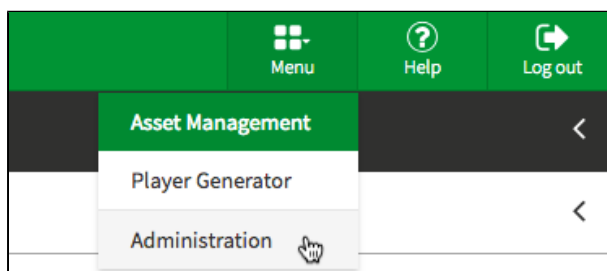 Menu
Help
Log out
Asset Management
Player Generator
Administration